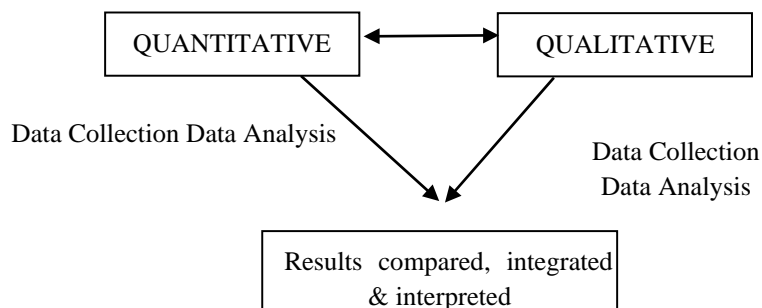 QUANTITATIVE
QUALITATIVE
Data Collection Data Analysis
Data Collection
Data Analysis
Results compared, integrated
& interpreted